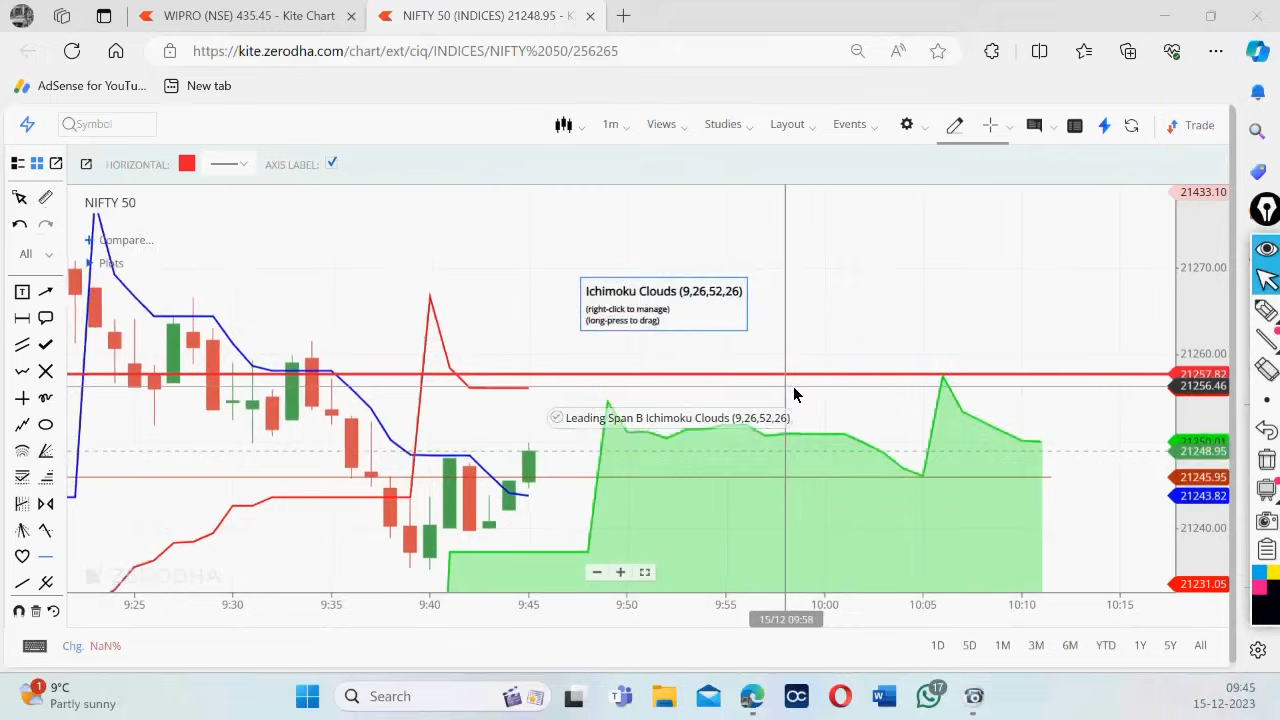 WIPRO (NSE) 435.45 - Kite Chart
NIFTY 50 (INDICES) 21248.95 - K
https://kite.zerodha.com/chart/ext/ciq/INDICES/NIFTY%2050/256265
AdSense for YouTu...
New tab
Symbol
1m
Views
Studies
Layout
Events
Trade
HORIZONTAL:
AXIS LABEL:
NIFTY 50
Compare...
Plots
All
Ichimoku Clouds (9,26,52,26)
(right-click to manage)
(long-press to drag)
Leading Span B Ichimoku Clouds (9,26,52,26)
21433.10
21270.00
21260.00
21257.82
21256.46
21250.01
21248.95
21245.95
21243.82
21240.00
21231.05
ZERODHA
9:25
9:30
9:35
9:40
9:45
9:50
9:55
10:00
10:05
10:10
10:15
15/12 09:58
Chg. NaN%
1D
5D
1M
3M
6M
YTD
1Y
5Y
All
1
9°C
Partly sunny
Search
OC
17
09:45
15-12-2023